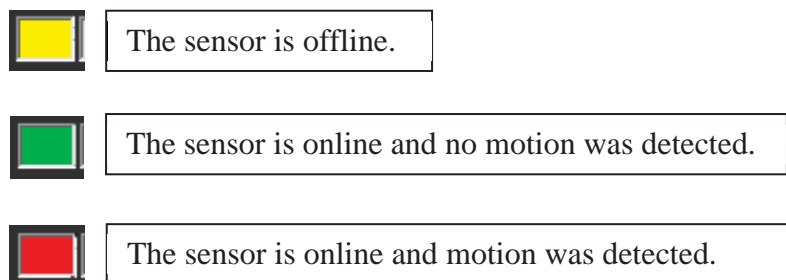 The sensor is offline.
The sensor is online and no motion was detected.
The sensor is online and motion was detected.